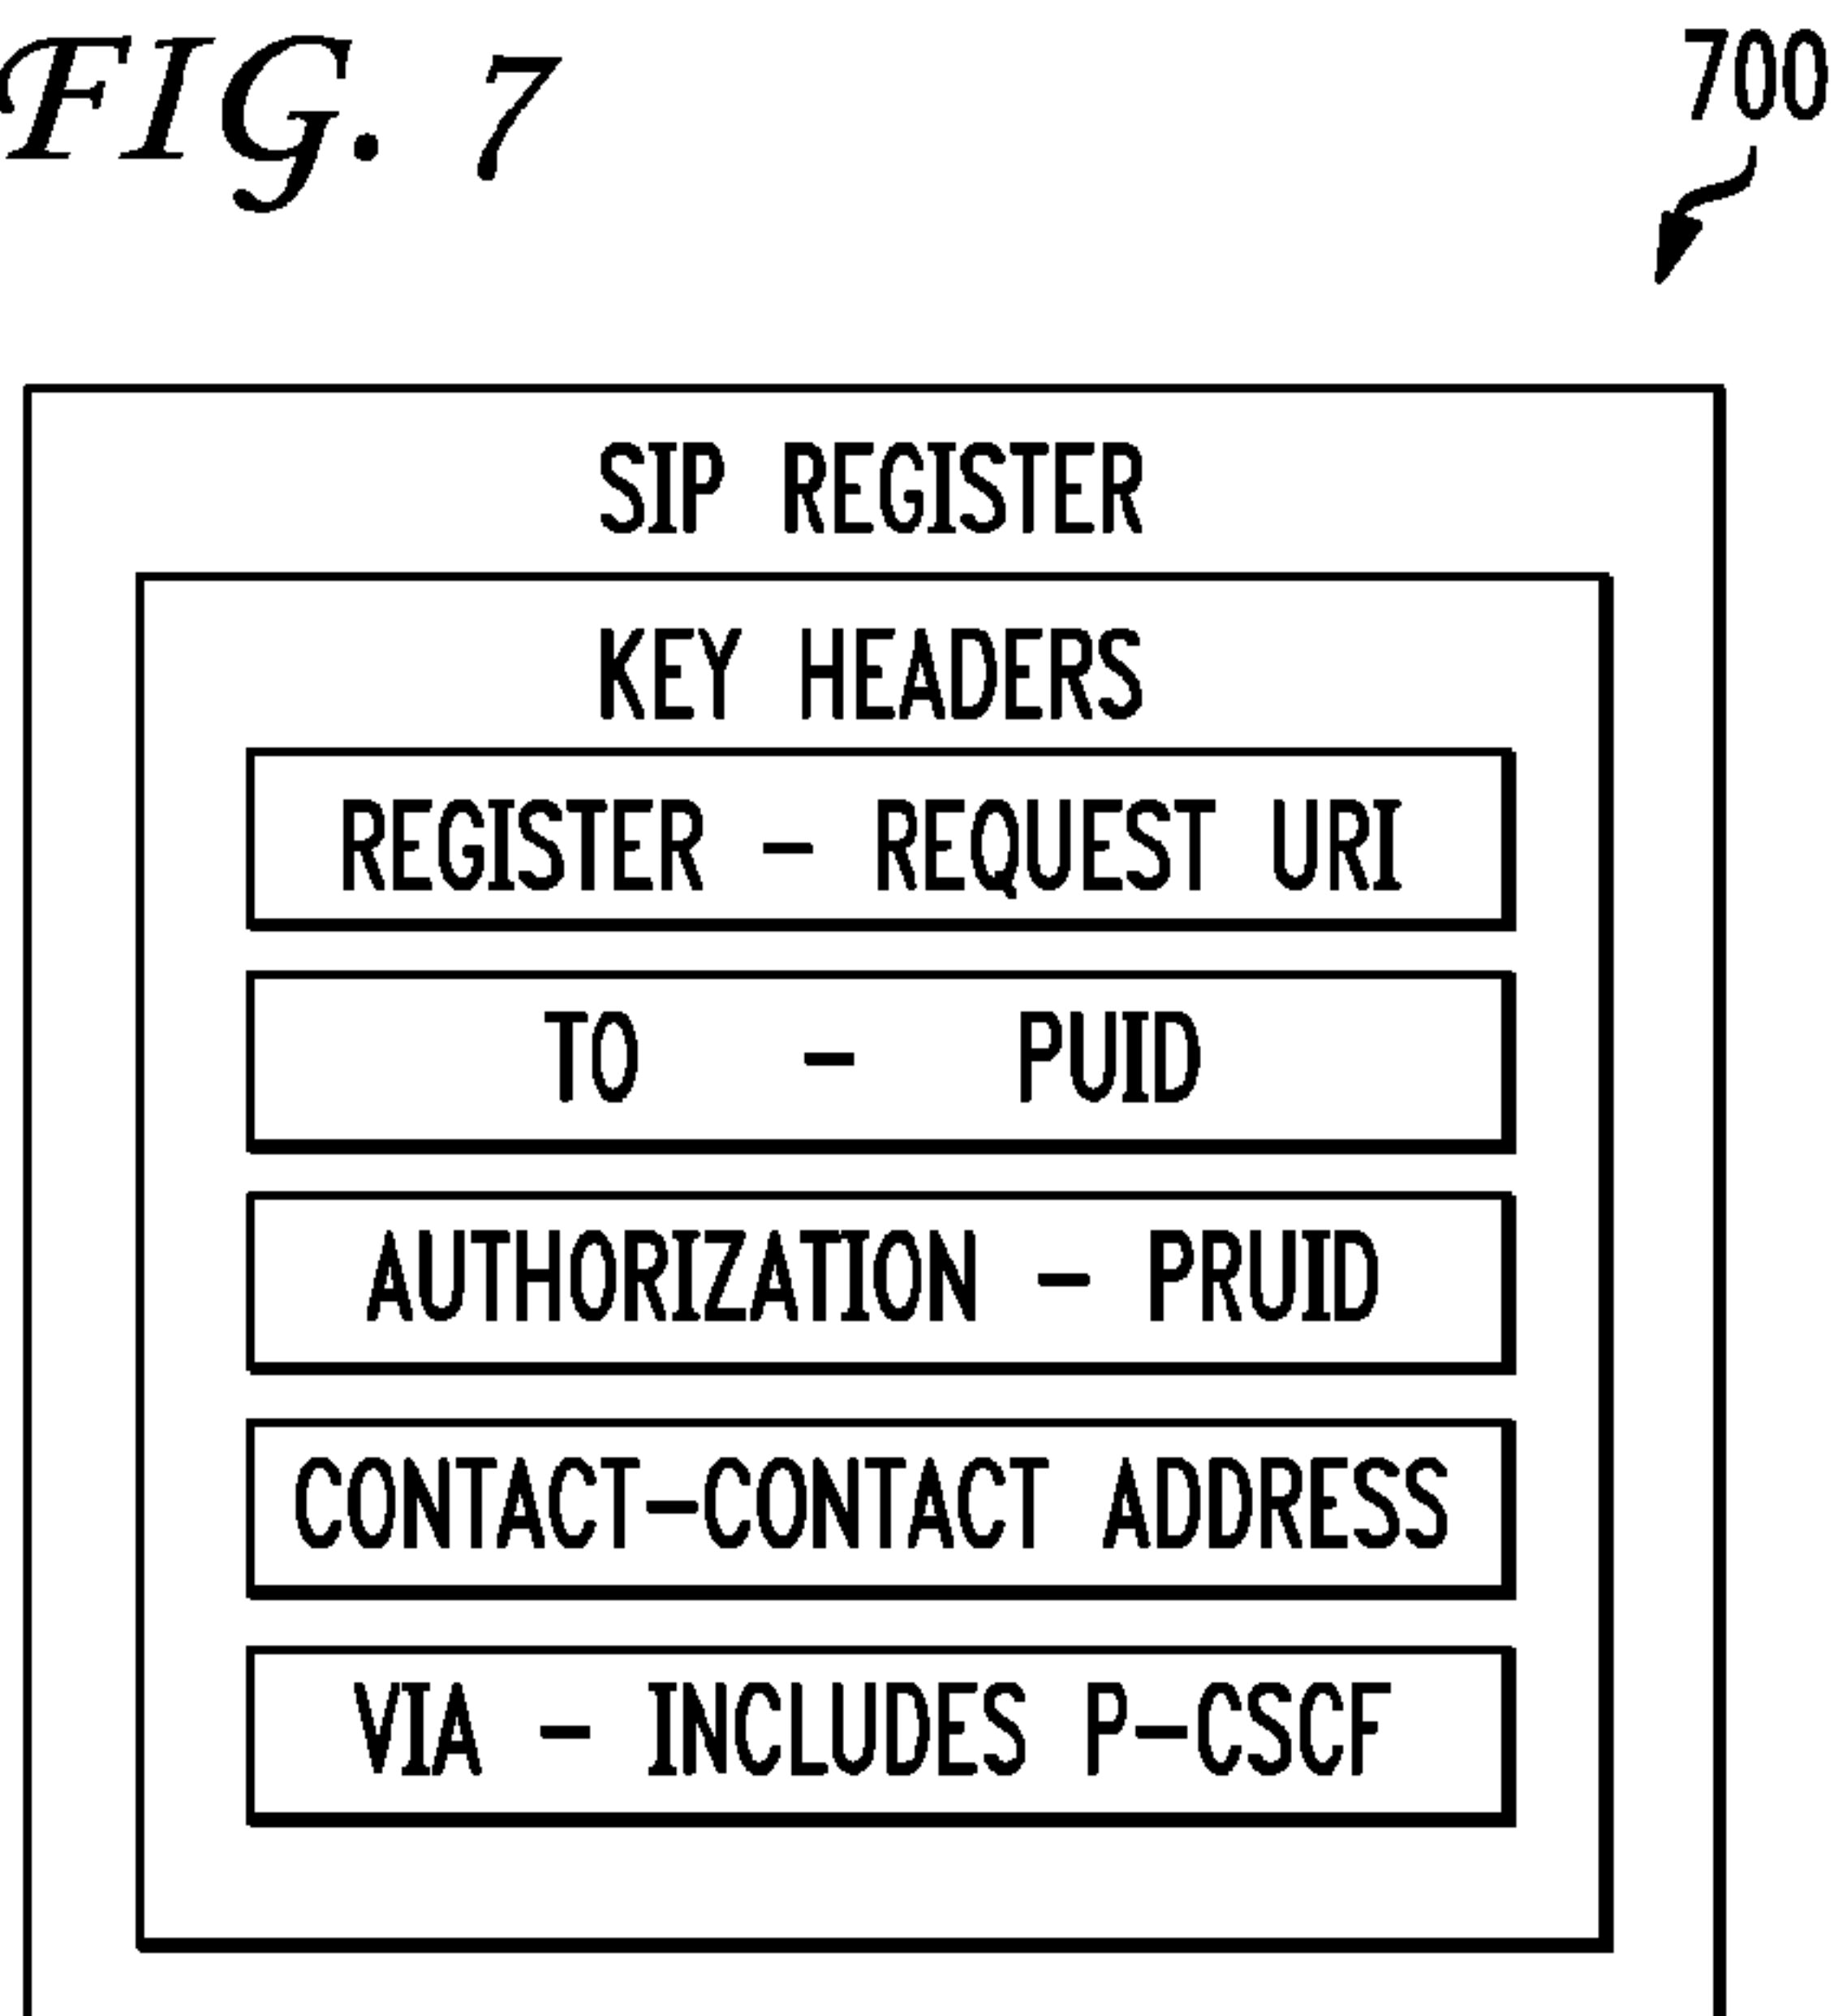 FIG. 7
700
SIP REGISTER
KEY HEADERS
REGISTER - REQUEST URI
TO - PUID
AUTHORIZATION - PRUID
CONTACT-CONTACT ADDRESS
VIA - INCLUDES P-CSCF